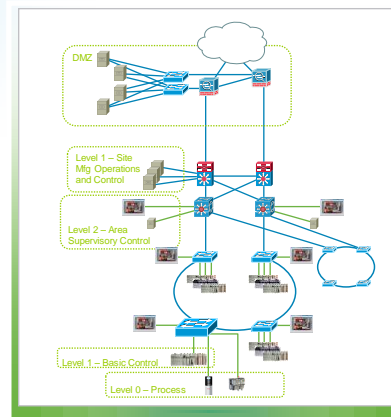 DMZ
Level 1 – Site
Mfg Operations
and Control
Level 2 – Area
Supervisory Control
Level 1 – Basic Control
Level 0 – Process